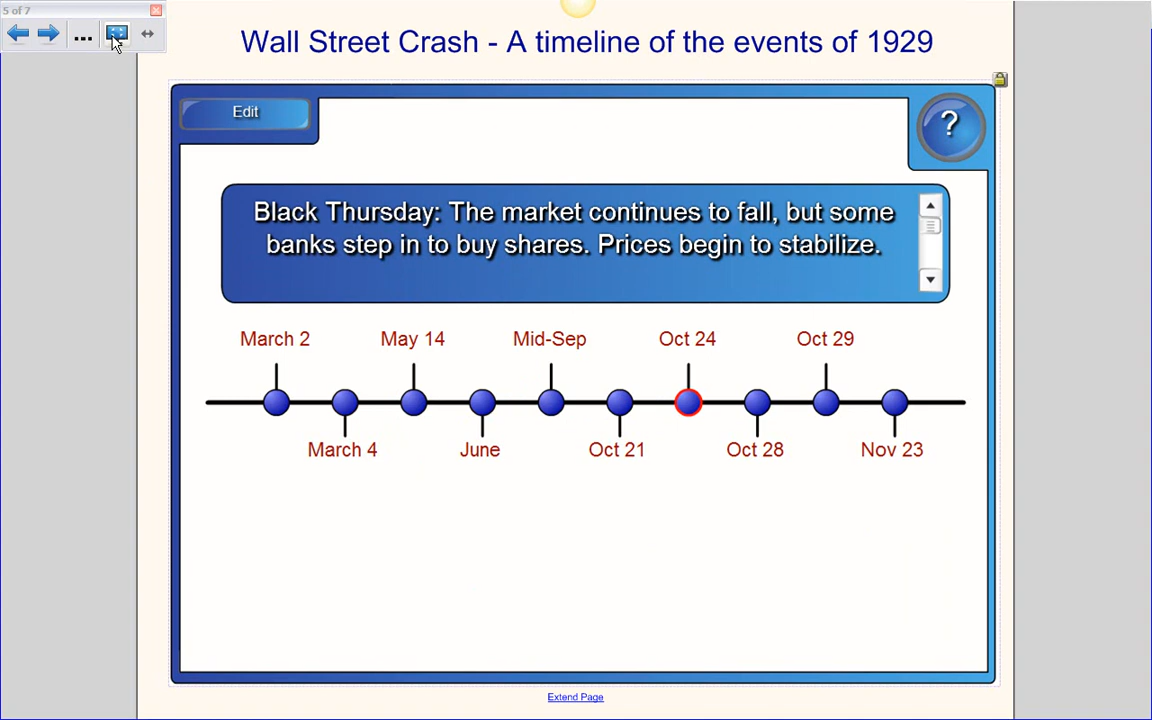 5 of 7
Wall Street Crash - A timeline of the events of 1929
Edit
?
Black Thursday: The market continues to fall, but some
banks step in to buy shares. Prices begin to stabilize.
March 2
May 14
Mid-Sep
Oct 24
Oct 29
March 4
June
Oct 21
Oct 28
Nov 23
Extend Page